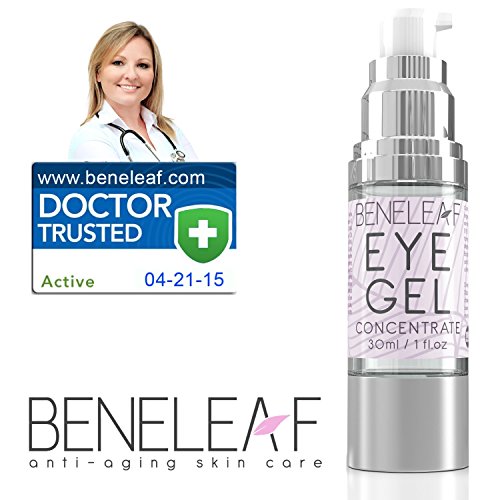 www.beneleaf.com
DOCTOR
TRUSTED
Active 04-21-15
BENELEAF
anti-aging skin care
BENELEAF
EYE
GEL
CONCENTRATE
30ml / 1 fl.oz